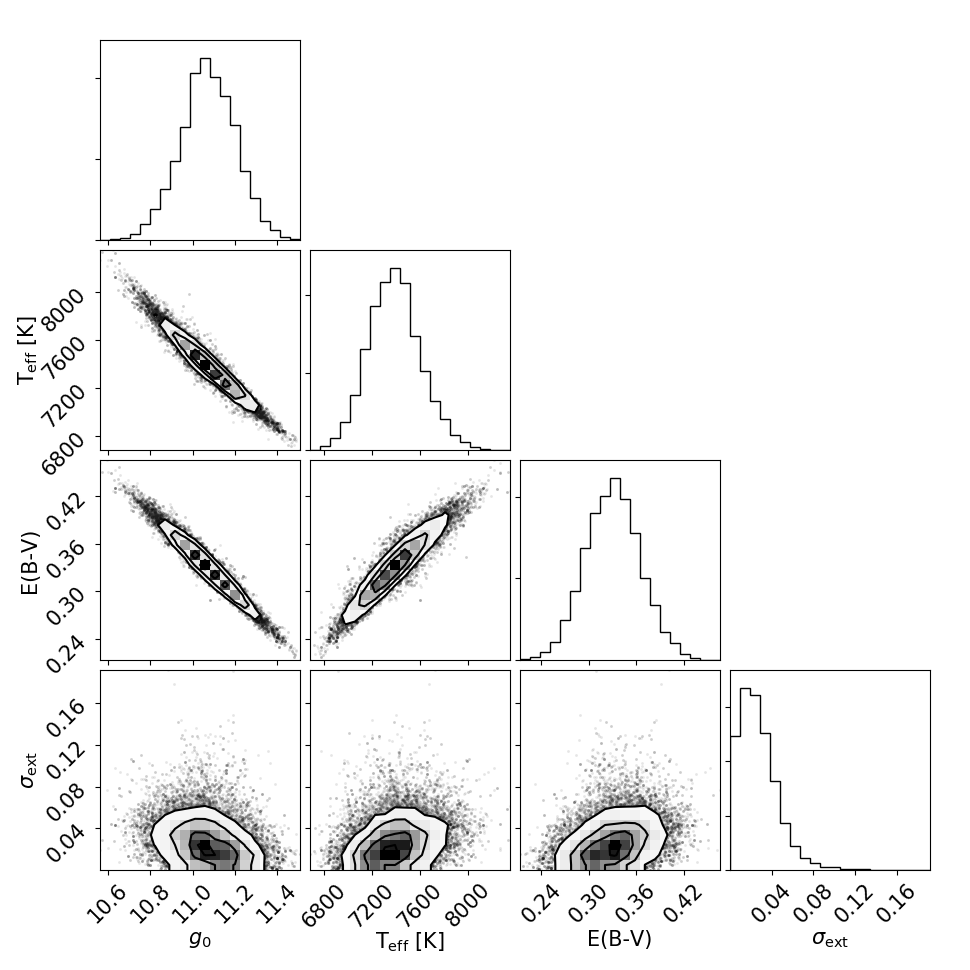 T_eff [K]
8000
7600
7200
6800
E(B-V)
0.42
0.36
0.30
0.24
σ_ext
0.16
0.12
0.08
0.04
10.6 10.8 11.0 11.2 11.4
6800 7200 7600 8000
0.24 0.30 0.36 0.42
0.04 0.08 0.12 0.16
g_0
T_eff [K]
E(B-V)
σ_ext